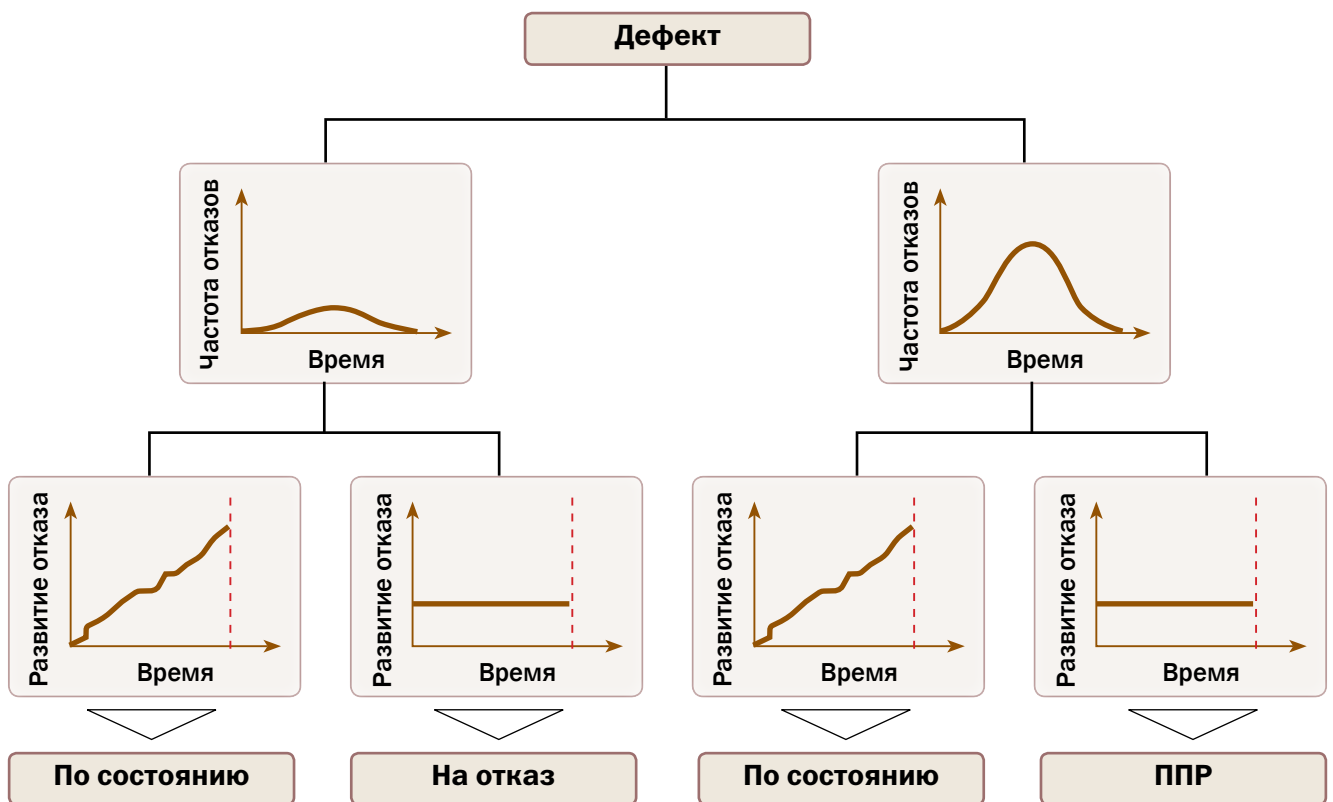 Дефект
Частота отказов
Время
Частота отказов
Время
Развитие отказа
Время
Развитие отказа
Время
Развитие отказа
Время
Развитие отказа
Время
По состоянию
На отказ
По состоянию
ППР